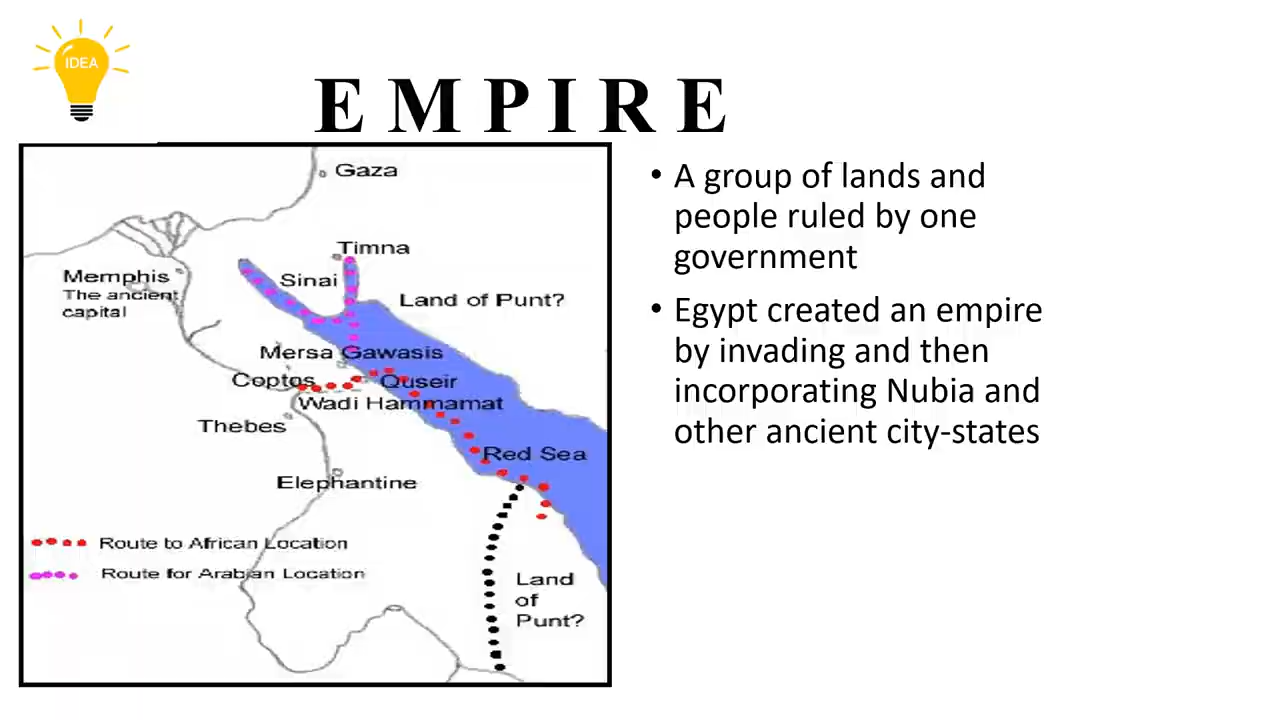 IDEA
E M P I R E
Gaza
Timna
Memphis
The ancient
capital
Sinai
Land of Punt?
Mersa Gawasis
Coptos
Quseir
Wadi Hammamat
Thebes
Red Sea
Elephantine
Route to African Location
Route for Arabian Location
Land
of
Punt?
• A group of lands and
people ruled by one
government
• Egypt created an empire
by invading and then
incorporating Nubia and
other ancient city-states